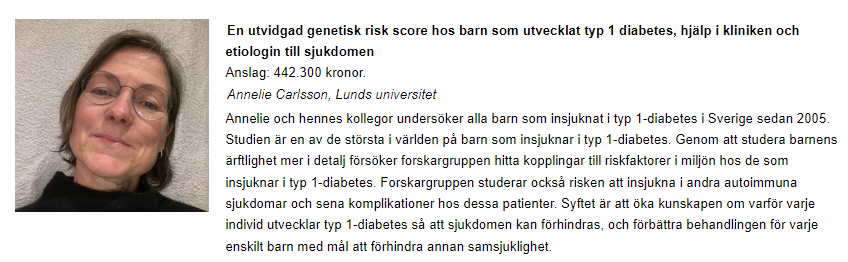 En utvidgad genetisk risk score hos barn som utvecklat typ 1 diabetes, hjälp i kliniken och
etiologin till sjukdomen
Anslag: 442.300 kronor.
Annelie Carlsson, Lunds universitet
Annelie och hennes kollegor undersöker alla barn som insjuknat i typ 1-diabetes i Sverige sedan 2005.
Studien är en av de största i världen på barn som insjuknar i typ 1-diabetes. Genom att studera barnens
ärftlighet mer i detalj försöker forskargruppen hitta kopplingar till riskfaktorer i miljön hos de som
insjuknar i typ 1-diabetes. Forskargruppen studerar också risken att insjukna i andra autoimmuna
sjukdomar och sena komplikationer hos dessa patienter. Syftet är att öka kunskapen om varför varje
individ utvecklar typ 1-diabetes så att sjukdomen kan förhindras, och förbättra behandlingen för varje
enskilt barn med mål att förhindra annan samsjuklighet.